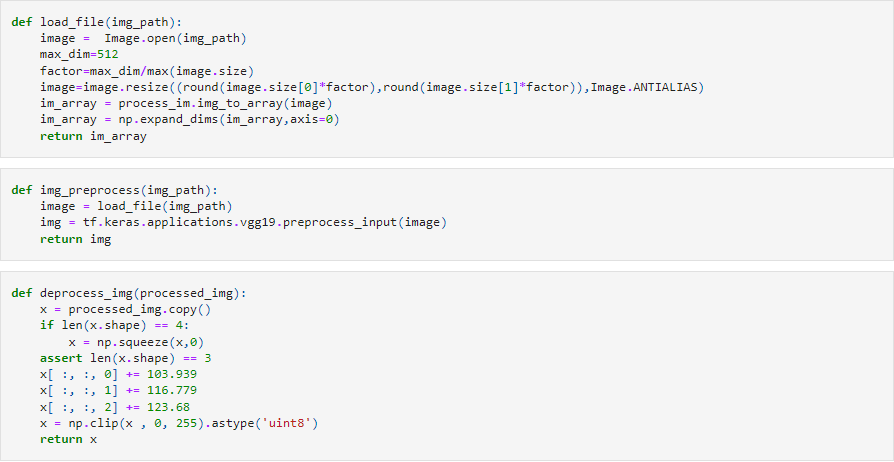 def load_file(img_path):
    image =  Image.open(img_path)
    max_dim=512
    factor=max_dim/max(image.size)
    image=image.resize((round(image.size[0]*factor),round(image.size[1]*factor)),Image.ANTIALIAS)
    im_array = process_im.img_to_array(image)
    im_array = np.expand_dims(im_array,axis=0)
    return im_array
def img_preprocess(img_path):
    image = load_file(img_path)
    img = tf.keras.applications.vgg19.preprocess_input(image)
    return img
def deprocess_img(processed_img):
    x = processed_img.copy()
    if len(x.shape) == 4:
        x = np.squeeze(x,0)
    assert len(x.shape) == 3
    x[ :, :, 0] += 103.939
    x[ :, :, 1] += 116.779
    x[ :, :, 2] += 123.68
    x = np.clip(x , 0, 255).astype('uint8')
    return x